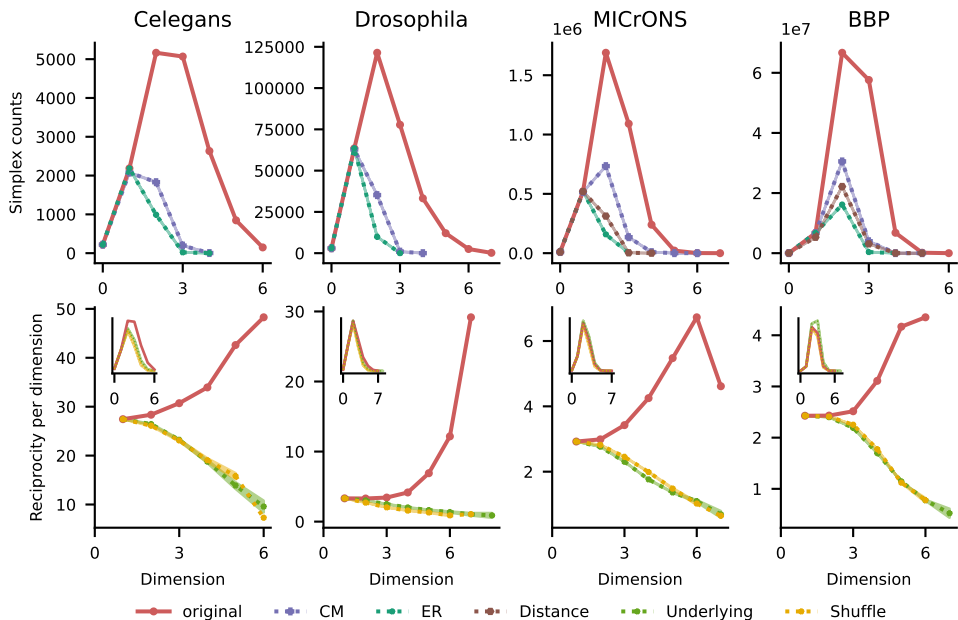 Celegans Drosophila MICrONS BBP
1e6 1e7
Simplex counts
5000 4000 3000 2000 1000 0
125000 100000 75000 50000 25000 0
1.5 1.0 0.5 0.0
6 4 2 0
0 3 6 0 3 6 0 3 6 0 3 6
Reciprocity per dimension
50 40 30 20 10
30 20 10 0
6 4 2
4 3 2 1
0 6 0 7 0 7 0 6
0 3 6 0 3 6 0 3 6 0 3 6
Dimension Dimension Dimension Dimension
original CM ER Distance Underlying Shuffle